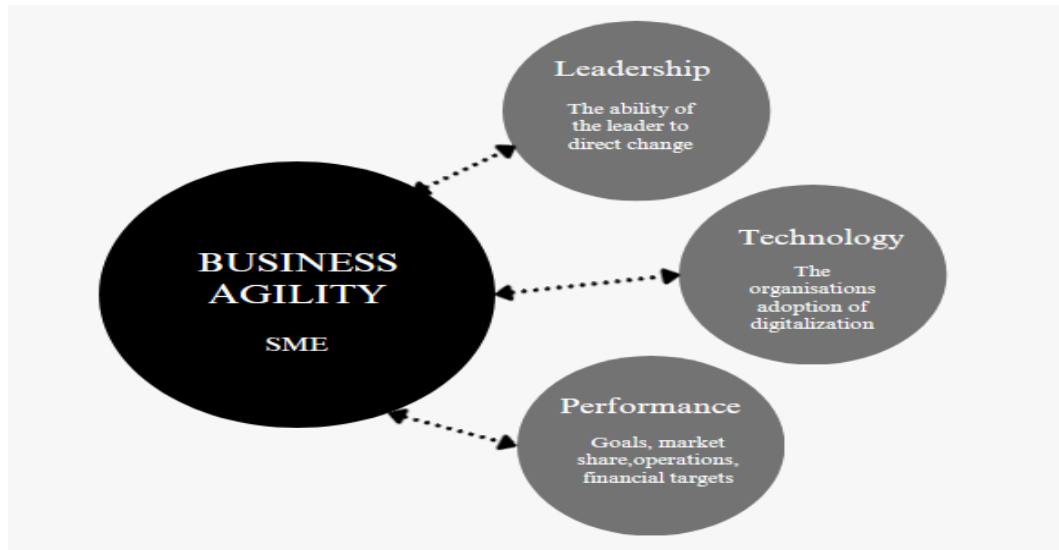 Leadership
The ability of
the leader to
direct change
BUSINESS
AGILITY
SME
Technology
The
organisations
adoption of
digitalization
Performance
Goals, market
share,operations,
financial targets